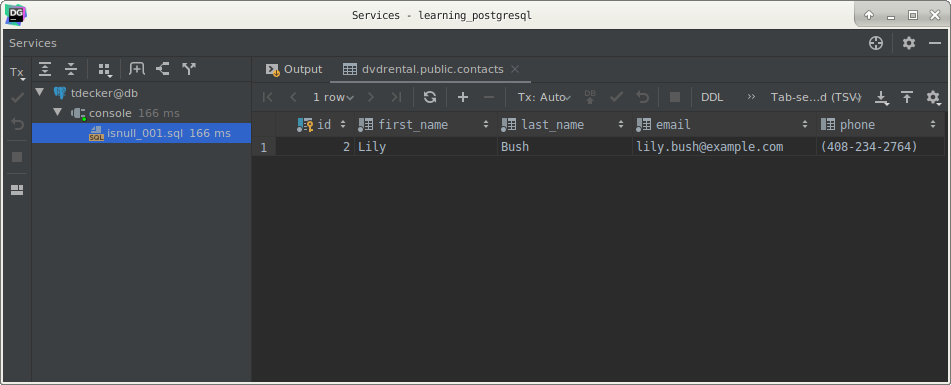 DG
Services - learning_postgresql
Services
Tx
tdecker@db
console 166 ms
SQL isnull_001.sql 166 ms
Output dvdrental.public.contacts
1 row Tx: Auto DB DDL Tab-se...d (TSV)
id first_name last_name email phone
1 2 Lily Bush lily.bush@example.com (408-234-2764)